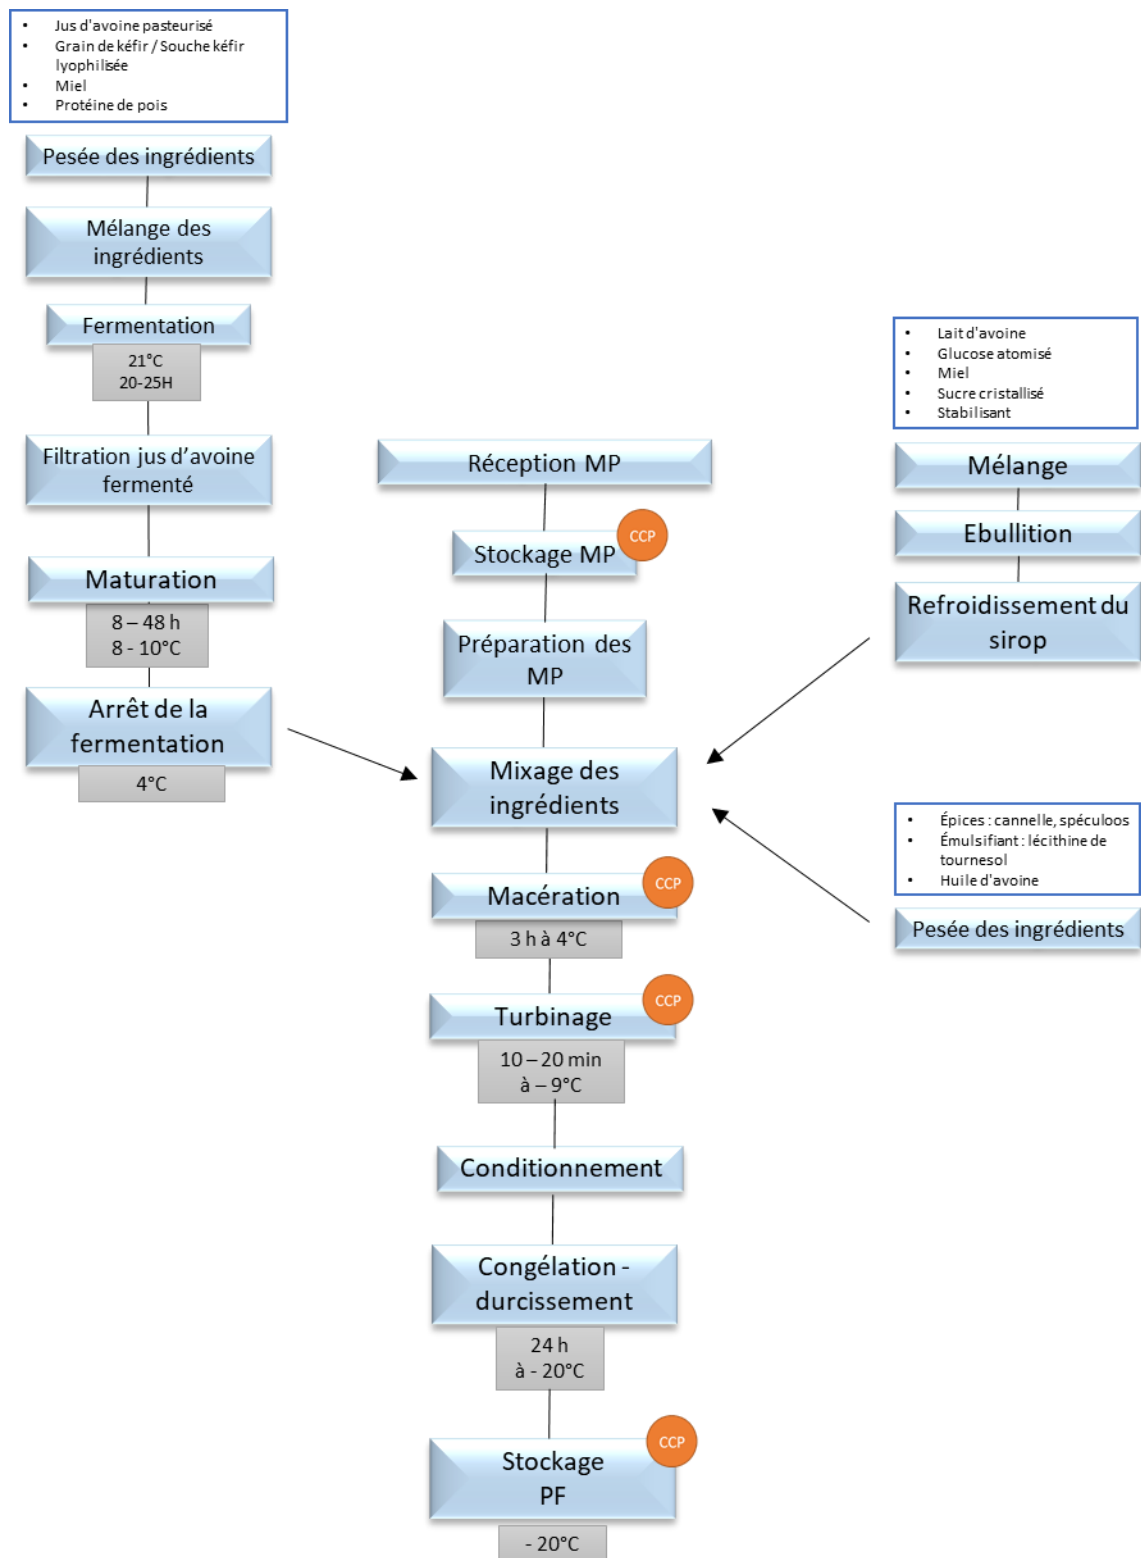 Jus d'avoine pasteurisé
Grain de kéfir / Souche kéfir
lyophilisée
Miel
Protéine de pois
Pesée des ingrédients
Mélange des
ingrédients
Fermentation
21°C
20-25H
Filtration jus d’avoine
fermenté
Maturation
8 – 48 h
8 - 10°C
Arrêt de la
fermentation
4°C
Réception MP
Stockage MP
CCP
Préparation des
MP
Mixage des
ingrédients
Macération
CCP
3 h à 4°C
Turbinage
CCP
10 – 20 min
à – 9°C
Conditionnement
Congélation -
durcissement
24 h
à - 20°C
Stockage
PF
CCP
- 20°C
Lait d'avoine
Glucose atomisé
Miel
Sucre cristallisé
Stabilisant
Mélange
Ebullition
Refroidissement du
sirop
Épices : cannelle, spéculoos
Émulsifiant : lécithine de
tournesol
Huile d'avoine
Pesée des ingrédients